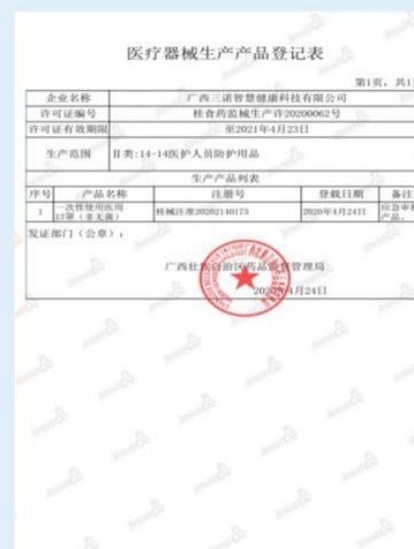 医疗器械生产产品登记表
第1页，共1
企业名称 广西三诺智慧健康科技有限公司
许可证编号 桂食药监械生产许20200062号
许可证有效期限 至2021年4月23日
生产范围 II类:14-14医护人员防护用品
生产产品列表
序号 产品名称 注册号 登载日期 备注
1 一次性使用医用口罩（非无菌） 桂械注准20202140175 2020年4月24日 应急审批产品。
发证部门（公章）：
广西壮族自治区药品监督管理局
2020年4月24日